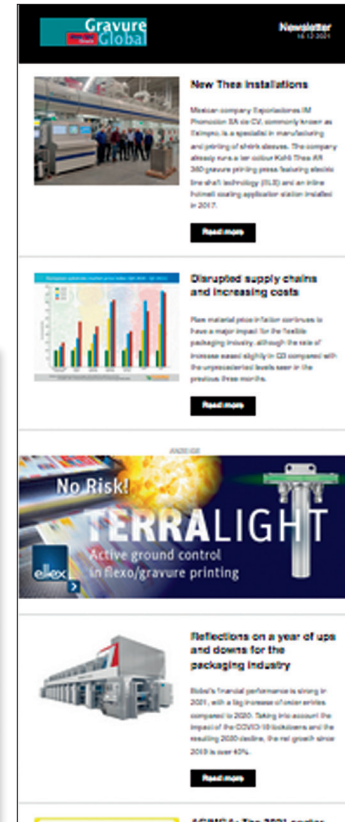 Gravure
Global
Newsletter
16-12-2021
New Thea installations
Mexican company Exportaciones IM
Promoción SA de CV, commonly known as
Eximpro, is a specialist in manufacturing
and printing of shrink sleeves. The company
already runs a ten colour Kohli Thea AR
350 gravure printing press featuring electric
line shaft technology (ELS) and an inline
hotmelt coating application station installed
in 2017.
Read more
Disrupted supply chains
and increasing costs
Raw material price inflation continues to
have a major impact for the flexible
packaging industry, although the rate of
increase eased slightly in Q3 compared with
the unprecedented levels seen in the
previous three months.
Read more
ANZEIGE
No Risk!
TERRALIGHT
Active ground control
in flexo/gravure printing
eltex
Reflections on a year of ups
and downs for the
packaging industry
Bobst's financial performance is strong in
2021, with a big increase of order entries
compared to 2020. Taking into account the
impact of the COVID-19 lockdowns and the
resulting 2020 decline, the net growth since
2019 is over 40%.
Read more